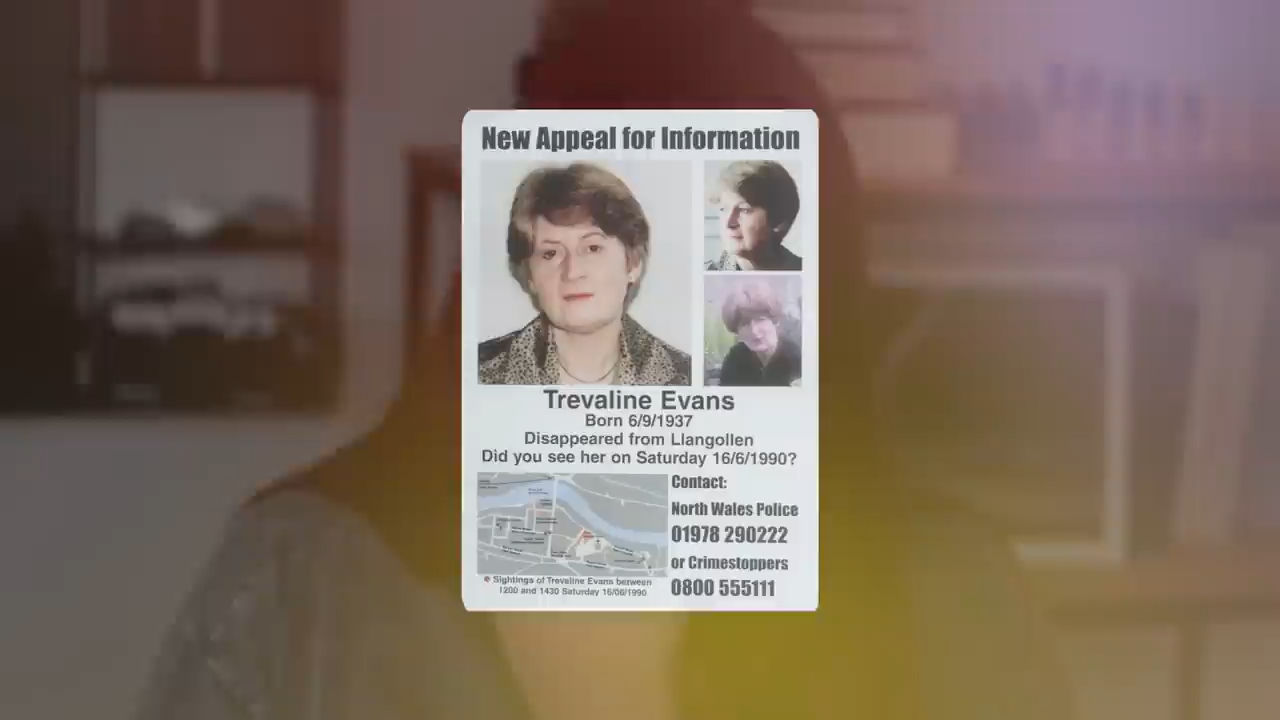 New Appeal for Information
Trevaline Evans
Born 6/9/1937
Disappeared from Llangollen
Did you see her on Saturday 16/6/1990?
Contact:
North Wales Police
01978 290222
or Crimestoppers
0800 555111
Sightings of Trevaline Evans between
1200 and 1430 Saturday 16/06/1990